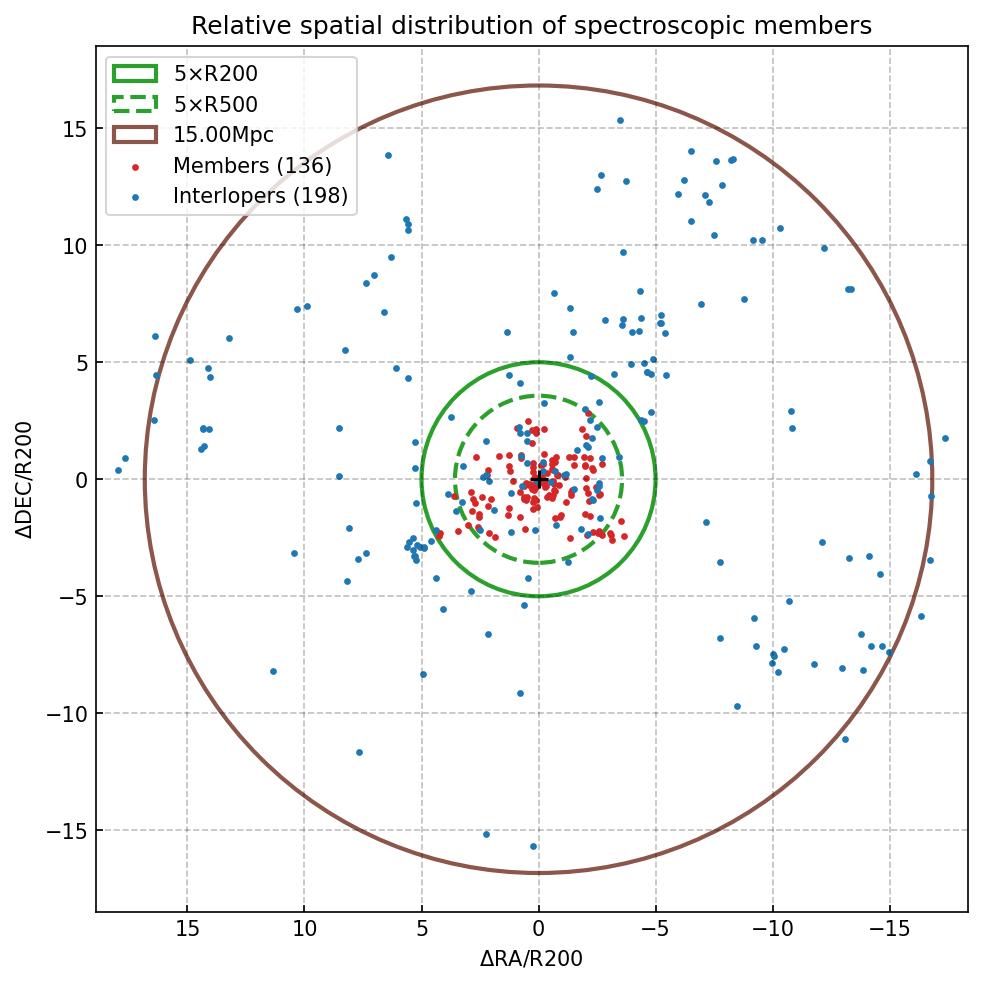 Relative spatial distribution of spectroscopic members
5×R200
5×R500
15.00Mpc
Members (136)
Interlopers (198)
15
10
5
0
−5
−10
−15
ΔDEC/R200
15
10
5
0
−5
−10
−15
ΔRA/R200